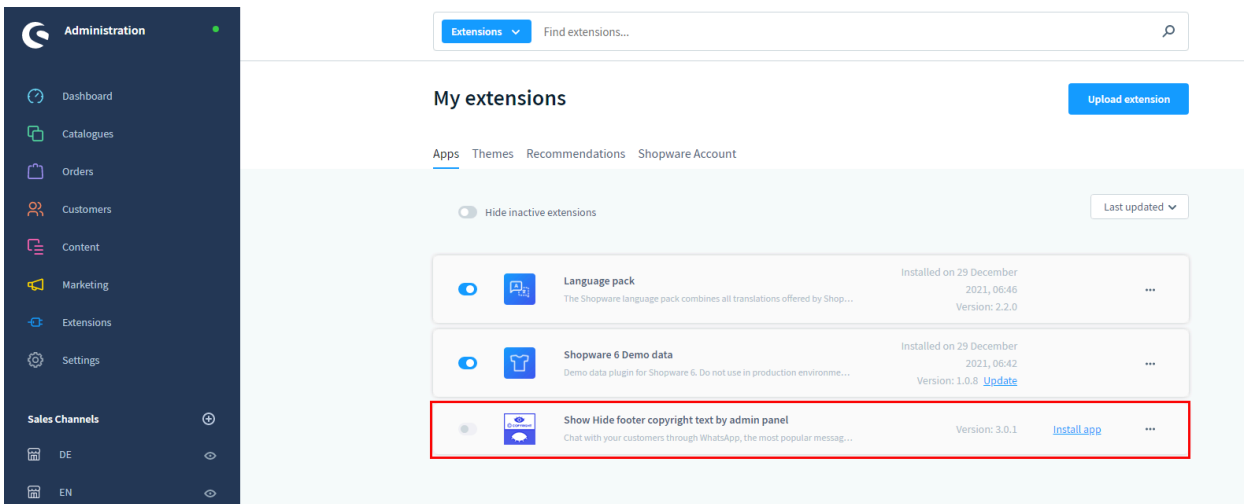 Administration
Dashboard
Catalogues
Orders
Customers
Content
Marketing
Extensions
Settings
Sales Channels
DE
EN
Extensions
Find extensions...
My extensions
Upload extension
Apps Themes Recommendations Shopware Account
Hide inactive extensions
Last updated
Language pack
The Shopware language pack combines all translations offered by Shop...
Installed on 29 December
2021, 06:46
Version: 2.2.0
Shopware 6 Demo data
Demo data plugin for Shopware 6. Do not use in production environme...
Installed on 29 December
2021, 06:42
Version: 1.0.8 Update
Show Hide footer copyright text by admin panel
Chat with your customers through WhatsApp, the most popular messag...
Version: 3.0.1
Install app